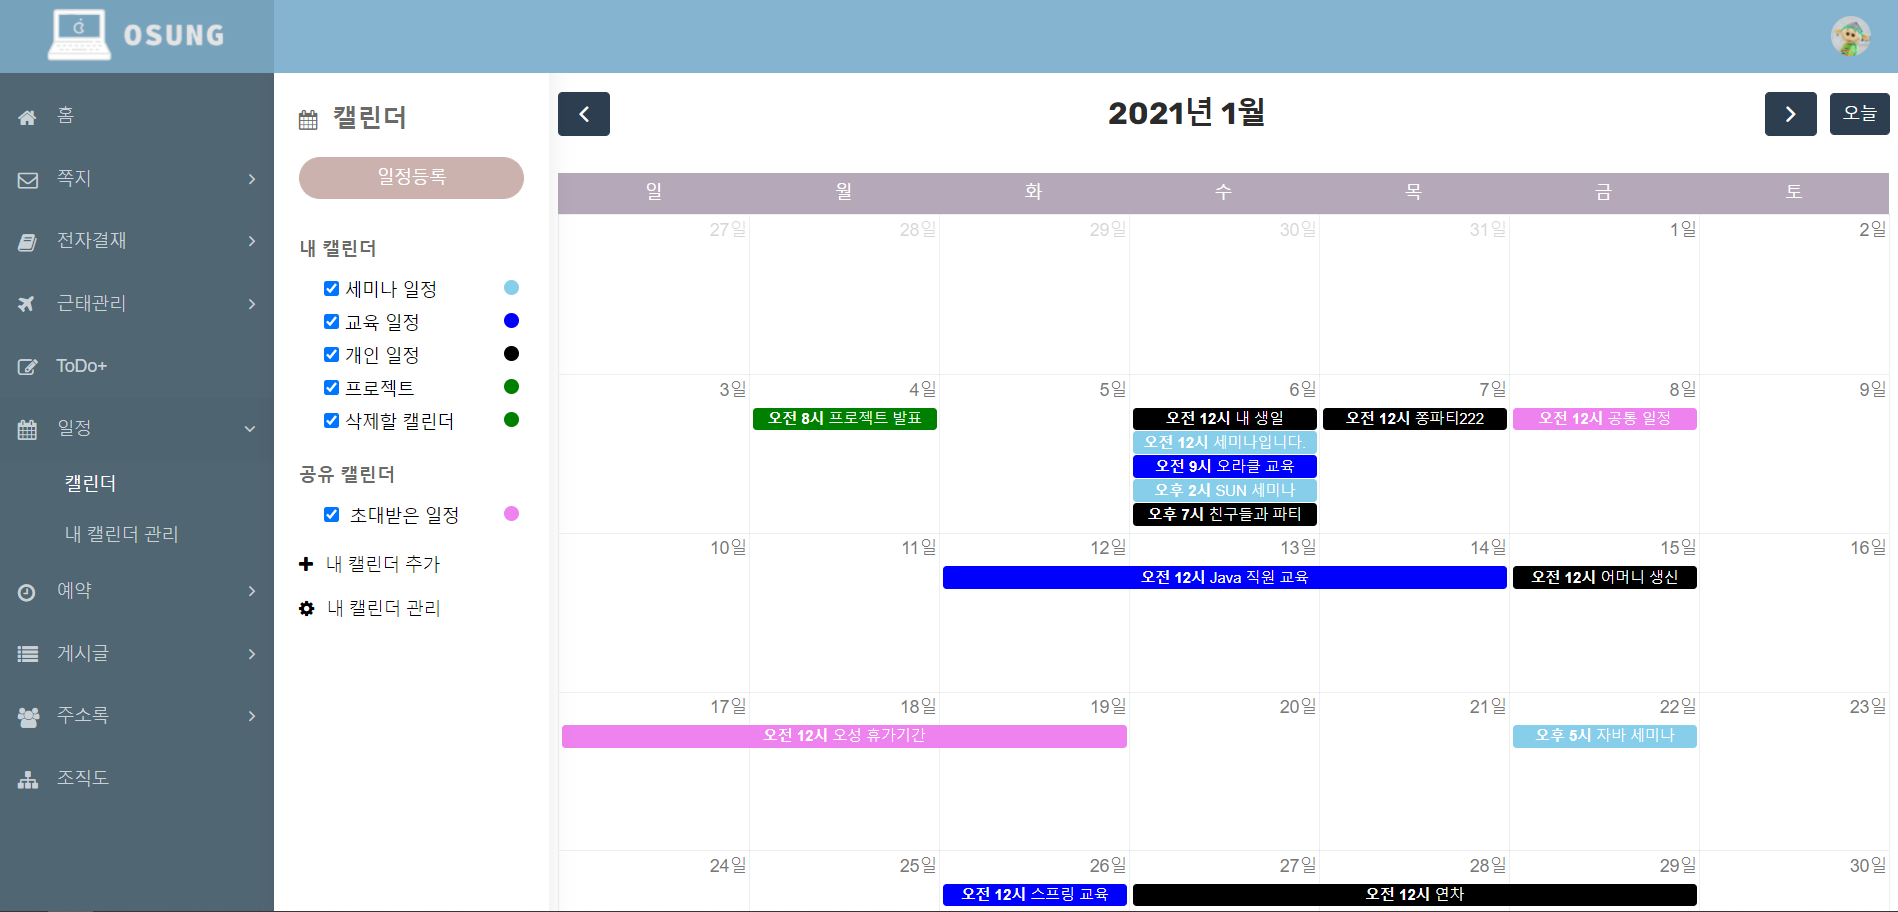 OSUNG
홈
쪽지
전자결재
근태관리
ToDo+
일정
캘린더
내 캘린더 관리
예약
게시글
주소록
조직도
캘린더
일정등록
내 캘린더
세미나 일정
교육 일정
개인 일정
프로젝트
삭제할 캘린더
공유 캘린더
초대받은 일정
내 캘린더 추가
내 캘린더 관리
2021년 1월
오늘
일 월 화 수 목 금 토
27일 28일 29일 30일 31일 1일 2일
3일 4일 5일 6일 7일 8일 9일
오전 8시 프로젝트 발표
오전 12시 내 생일
오전 12시 쫑파티222
오전 12시 공통 일정
오전 12시 세미나입니다.
오전 9시 오라클 교육
오후 2시 SUN 세미나
오후 7시 친구들과 파티
10일 11일 12일 13일 14일 15일 16일
오전 12시 Java 직원 교육
오전 12시 어머니 생신
17일 18일 19일 20일 21일 22일 23일
오전 12시 오성 휴가기간
오후 5시 자바 세미나
24일 25일 26일 27일 28일 29일 30일
오전 12시 스프링 교육
오전 12시 연차